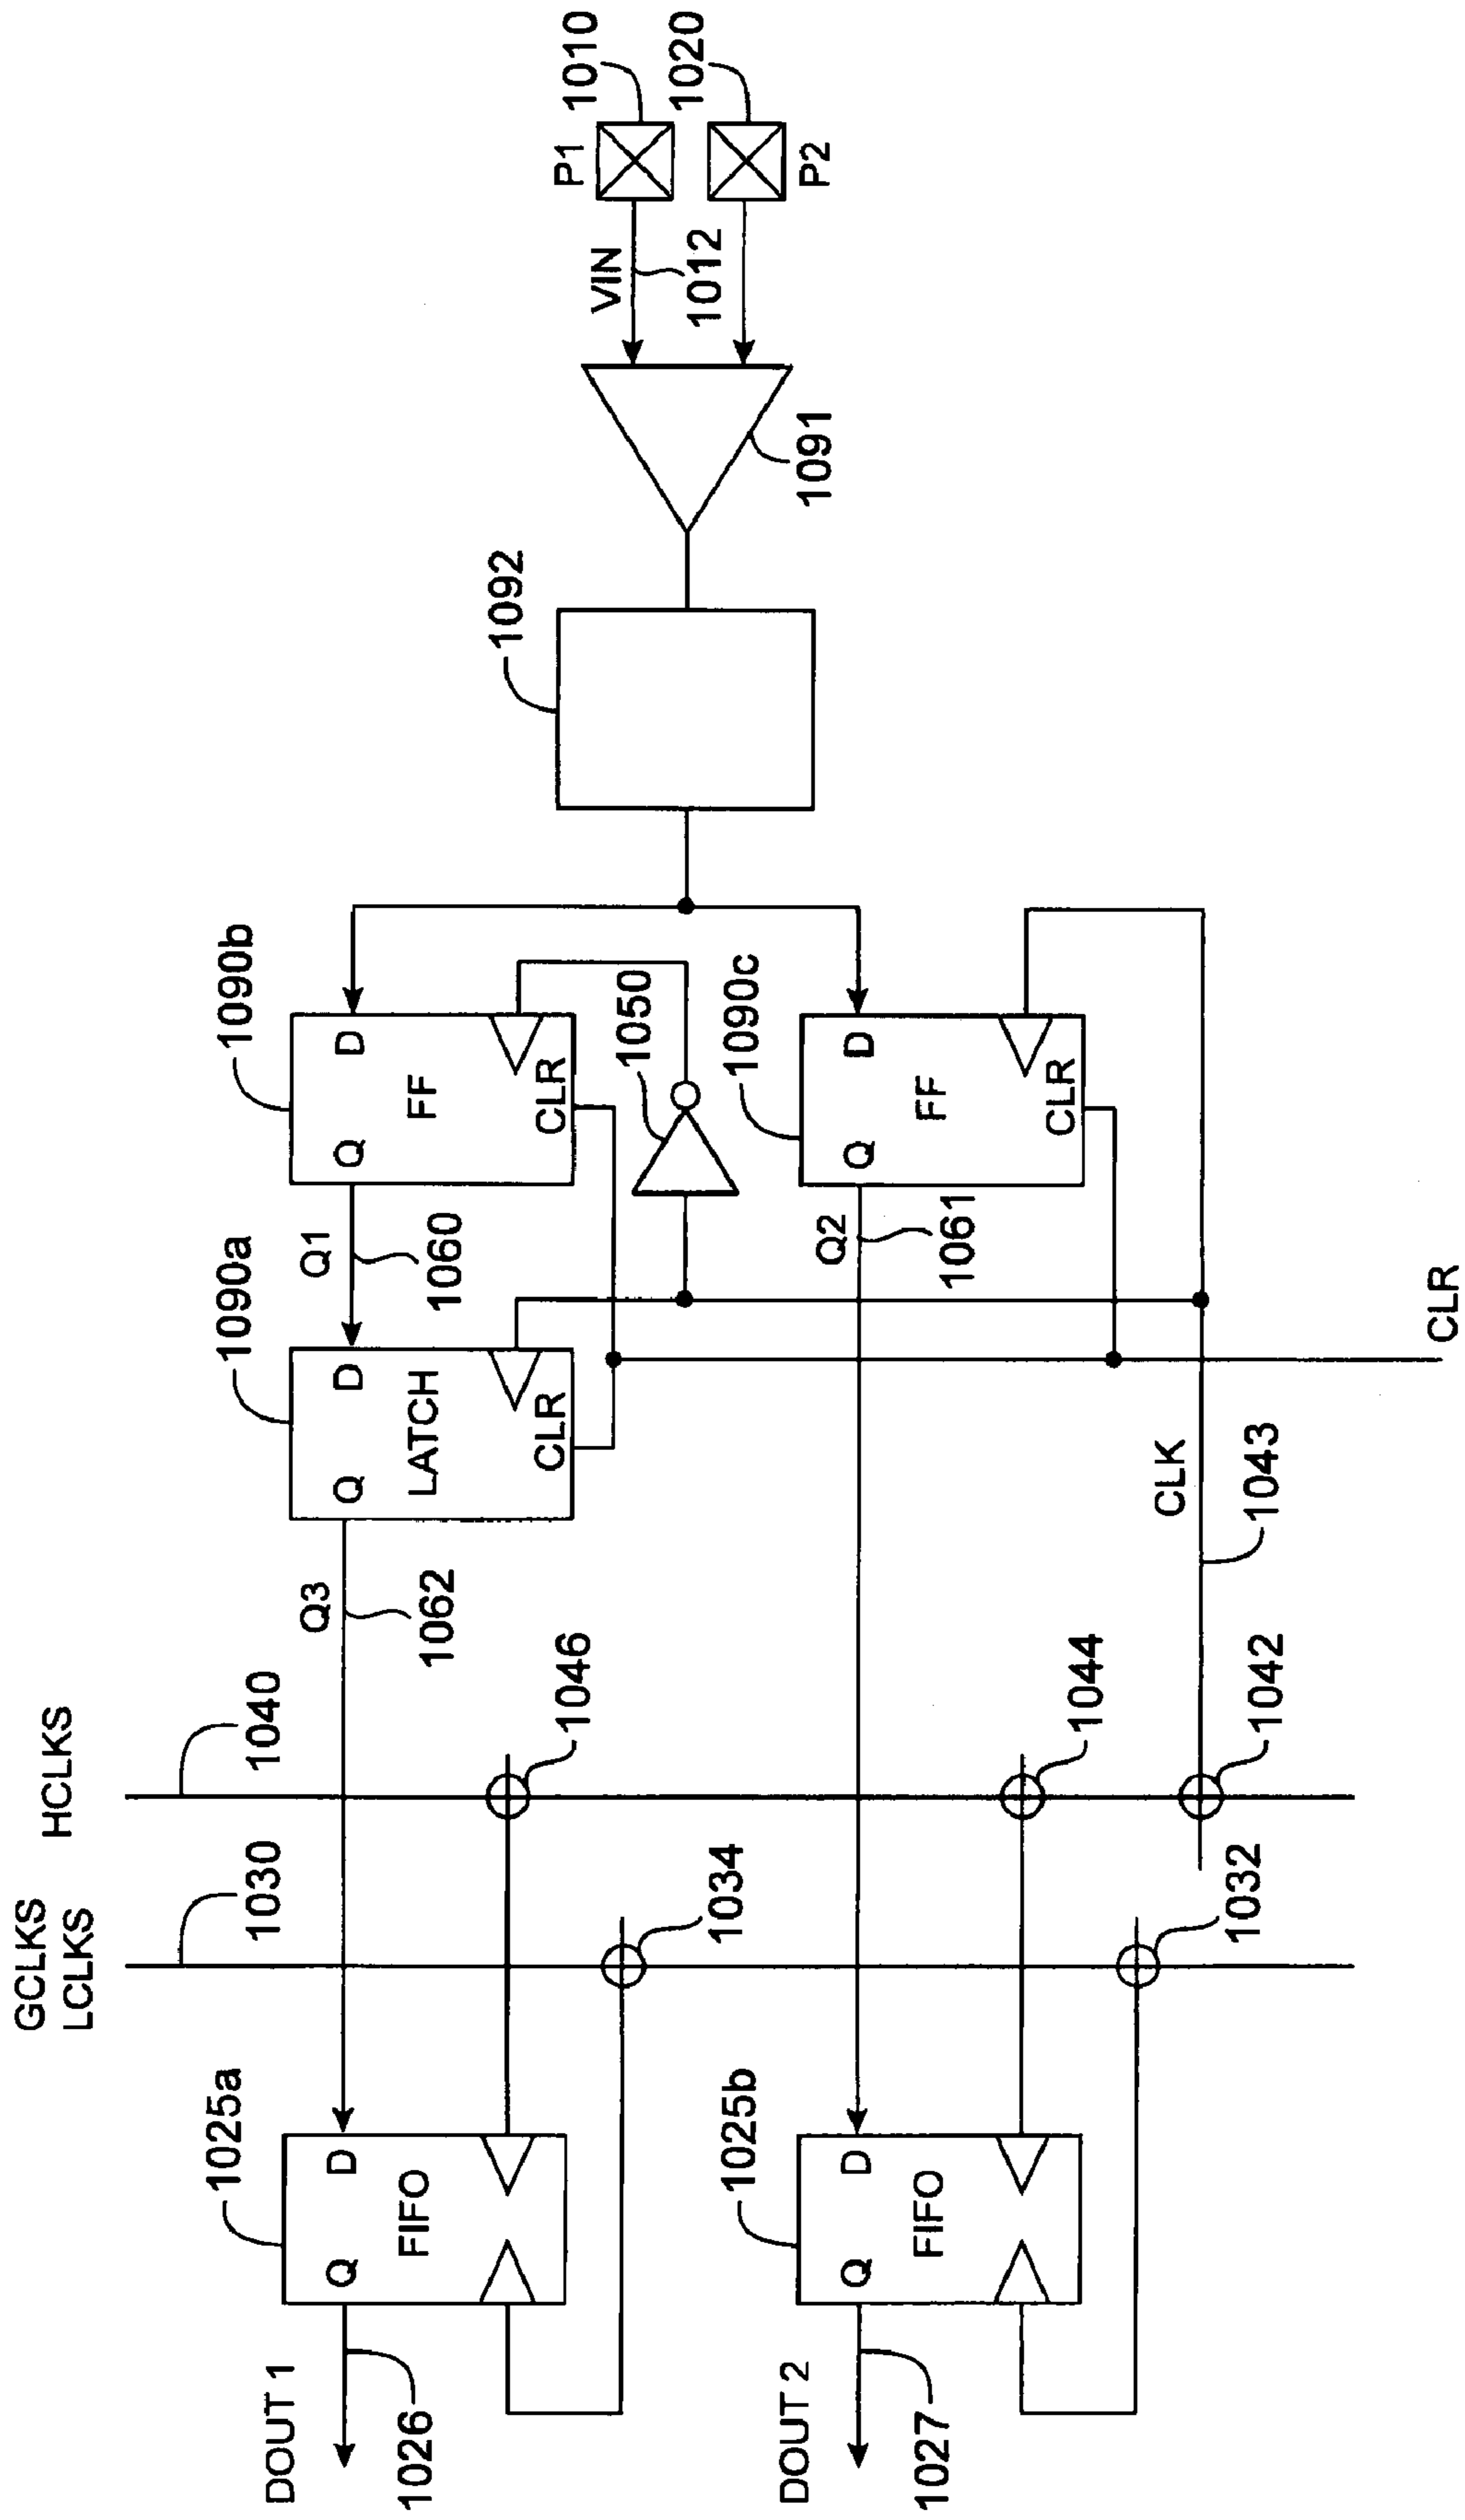 GCLKS
LCLKS
HCLKS
1030
1040
DOUT 1
1026
1025a
Q
D
FIFO
1034
1046
Q3
1062
1090a
Q
D
LATCH
CLR
Q1
1060
1090b
Q
D
FF
CLR
1050
1092
1091
VIN
1012
P1
1010
P2
1020
DOUT 2
1027
1025b
Q
D
FIFO
1032
1044
1042
CLK
1043
Q2
1061
1090c
Q
D
FF
CLR
CLR